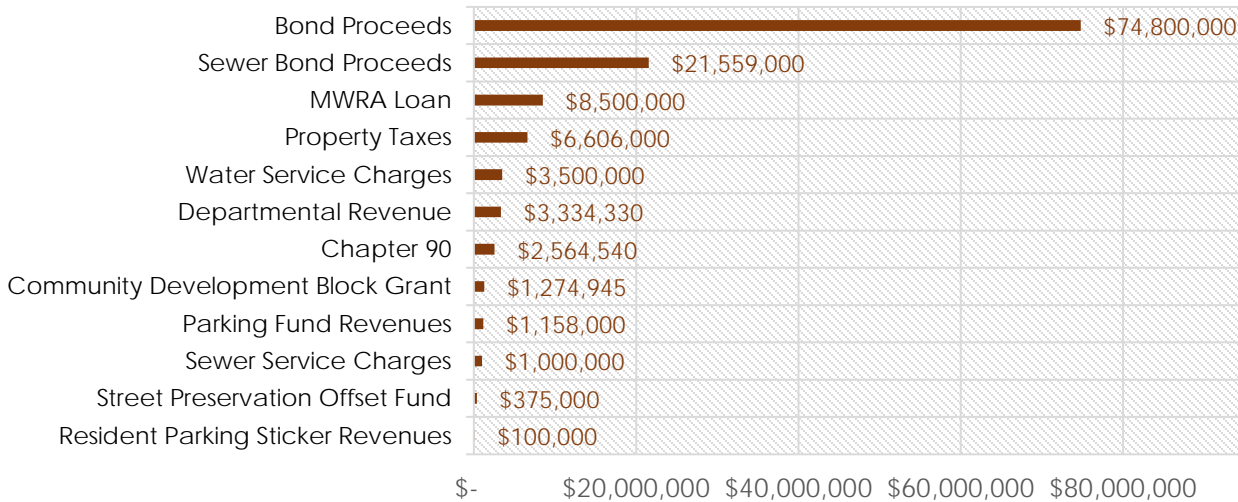 Bond Proceeds $74,800,000
Sewer Bond Proceeds $21,559,000
MWRA Loan $8,500,000
Property Taxes $6,606,000
Water Service Charges $3,500,000
Departmental Revenue $3,334,330
Chapter 90 $2,564,540
Community Development Block Grant $1,274,945
Parking Fund Revenues $1,158,000
Sewer Service Charges $1,000,000
Street Preservation Offset Fund $375,000
Resident Parking Sticker Revenues $100,000
$- $20,000,000 $40,000,000 $60,000,000 $80,000,000